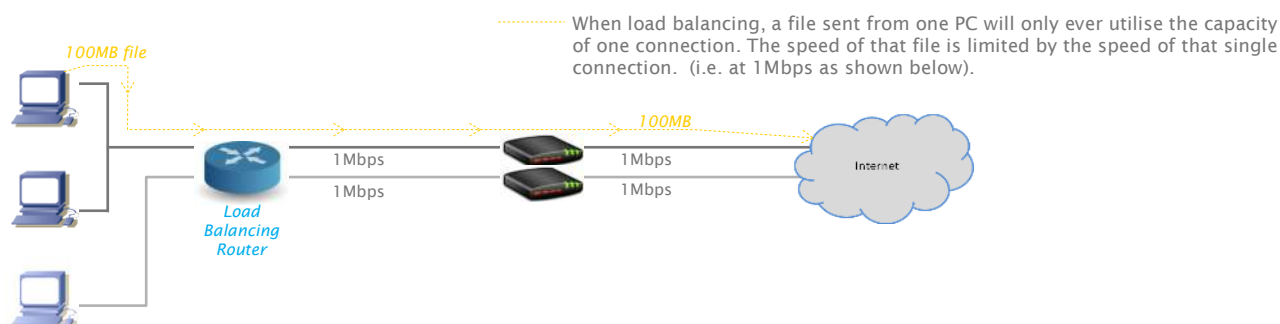 When load balancing, a file sent from one PC will only ever utilise the capacity
of one connection. The speed of that file is limited by the speed of that single
connection.  (i.e. at 1Mbps as shown below).
100MB file
100MB
1Mbps
1Mbps
Internet
1Mbps
1Mbps
Load
Balancing
Router